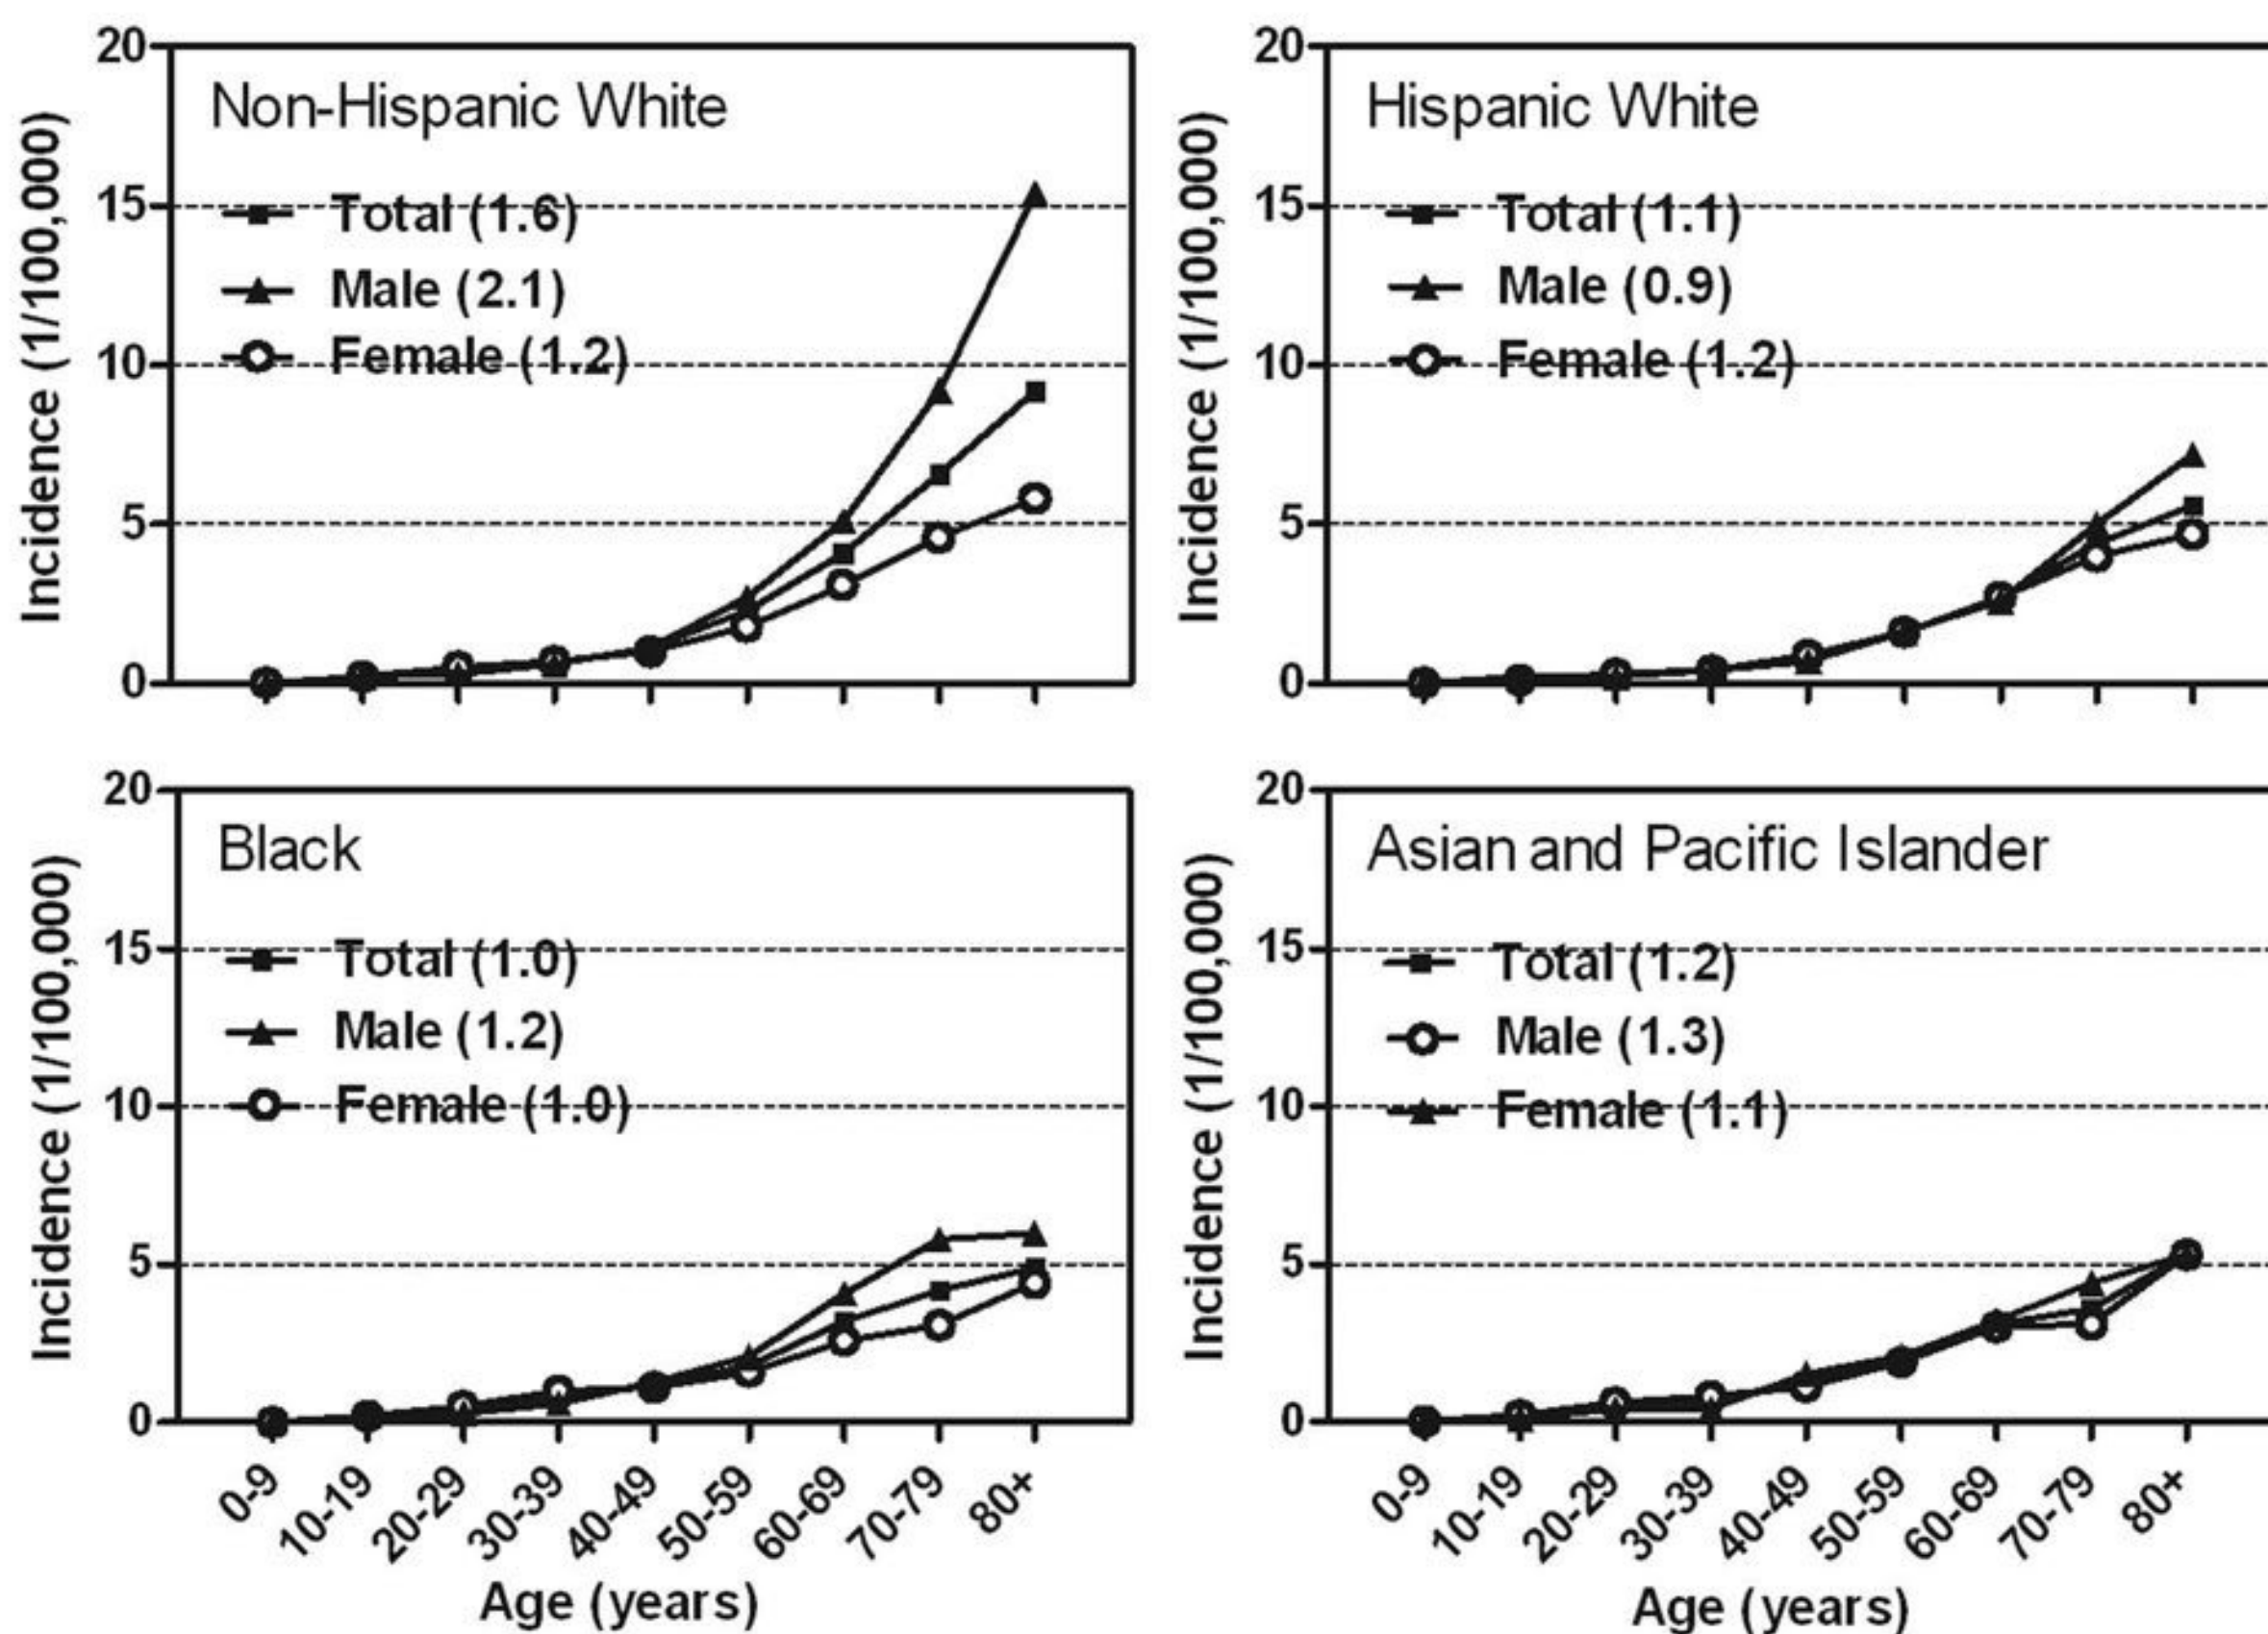 Non-Hispanic White
Incidence (1/100,000)
20
15
10
5
0
Total (1.6)
Male (2.1)
Female (1.2)
Hispanic White
Incidence (1/100,000)
20
15
10
5
0
Total (1.1)
Male (0.9)
Female (1.2)
Black
Incidence (1/100,000)
20
15
10
5
0
Total (1.0)
Male (1.2)
Female (1.0)
0-9
10-19
20-29
30-39
40-49
50-59
60-69
70-79
80+
Age (years)
Asian and Pacific Islander
Incidence (1/100,000)
20
15
10
5
0
Total (1.2)
Male (1.3)
Female (1.1)
0-9
10-19
20-29
30-39
40-49
50-59
60-69
70-79
80+
Age (years)